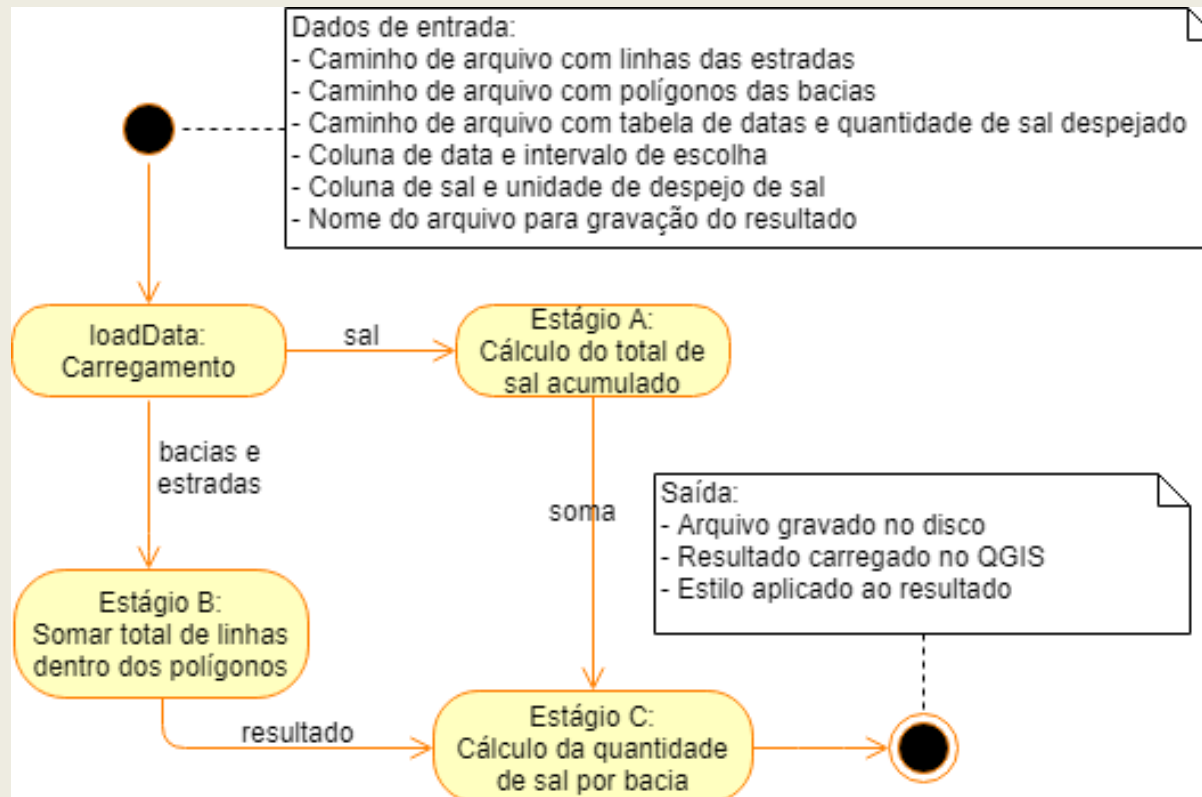 Dados de entrada:
- Caminho de arquivo com linhas das estradas
- Caminho de arquivo com polígonos das bacias
- Caminho de arquivo com tabela de datas e quantidade de sal despejado
- Coluna de data e intervalo de escolha
- Coluna de sal e unidade de despejo de sal
- Nome do arquivo para gravação do resultado
loadData:
Carregamento
sal
Estágio A:
Cálculo do total de
sal acumulado
bacias e
estradas
soma
Saída:
- Arquivo gravado no disco
- Resultado carregado no QGIS
- Estilo aplicado ao resultado
Estágio B:
Somar total de linhas
dentro dos polígonos
resultado
Estágio C:
Cálculo da quantidade
de sal por bacia